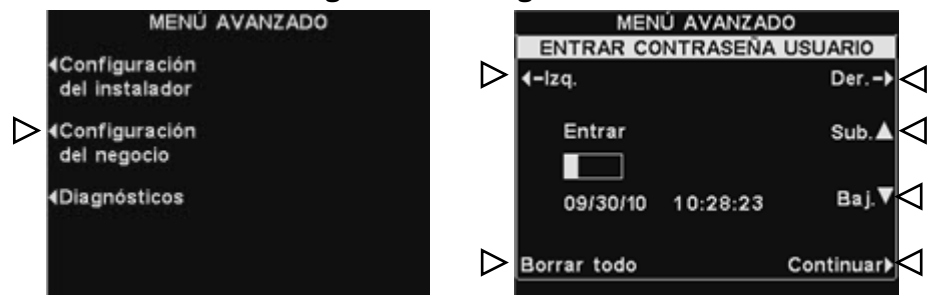 MENÚ AVANZADO
◂Configuración
del instalador
◂Configuración
del negocio
◂Diagnósticos
MENÚ AVANZADO
ENTRAR CONTRASEÑA USUARIO
◂-Izq.
Der.-▸
Entrar
Sub.▲
09/30/10 10:28:23
Baj.▼
Borrar todo
Continuar▸